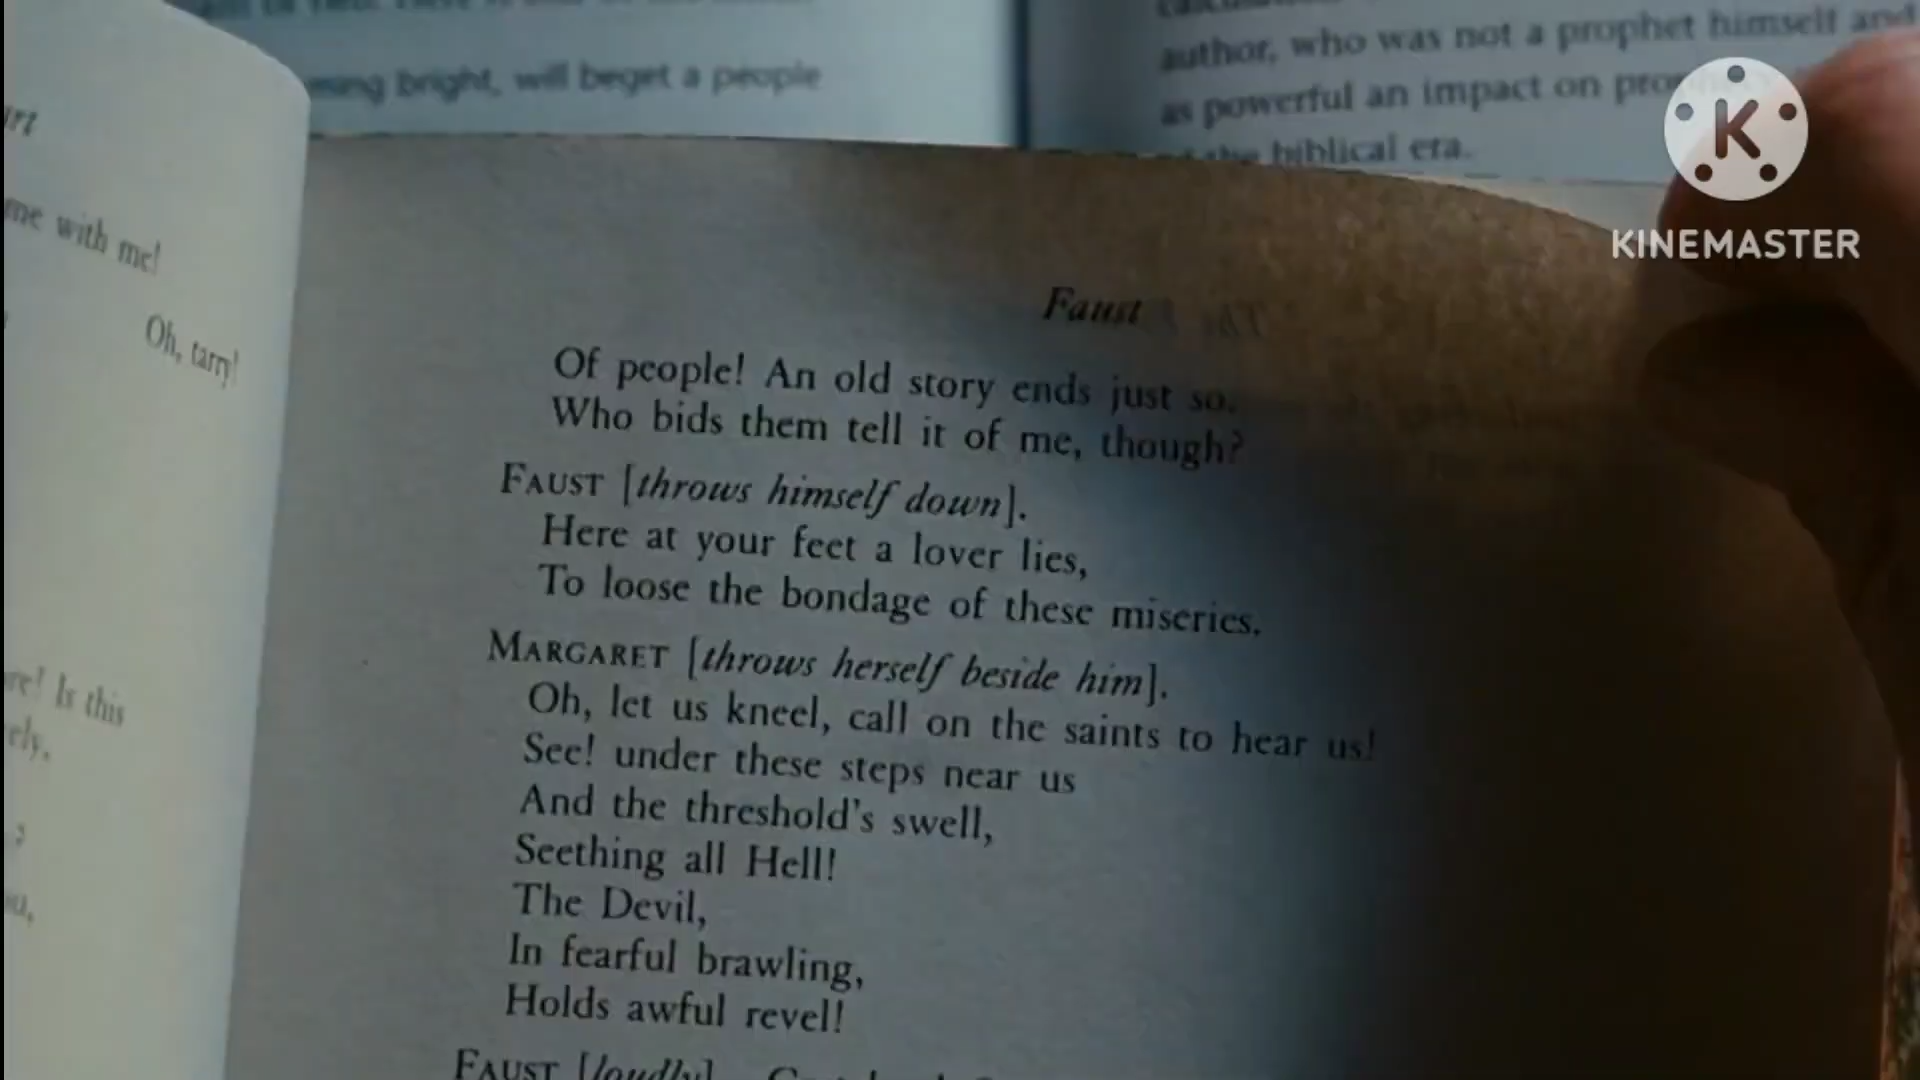 ming bright, will beget a people
author, who was not a prophet himself and
as powerful an impact on
the biblical era.
KINEMASTER
me with me!
Oh, tarry!
Is this
Faust
Of people! An old story ends just so.
Who bids them tell it of me, though?
FAUST [throws himself down].
Here at your feet a lover lies,
To loose the bondage of these miseries.
MARGARET [throws herself beside him].
Oh, let us kneel, call on the saints to hear us!
See! under these steps near us
And the threshold's swell,
Seething all Hell!
The Devil,
In fearful brawling,
Holds awful revel!
FAUST [loudly].